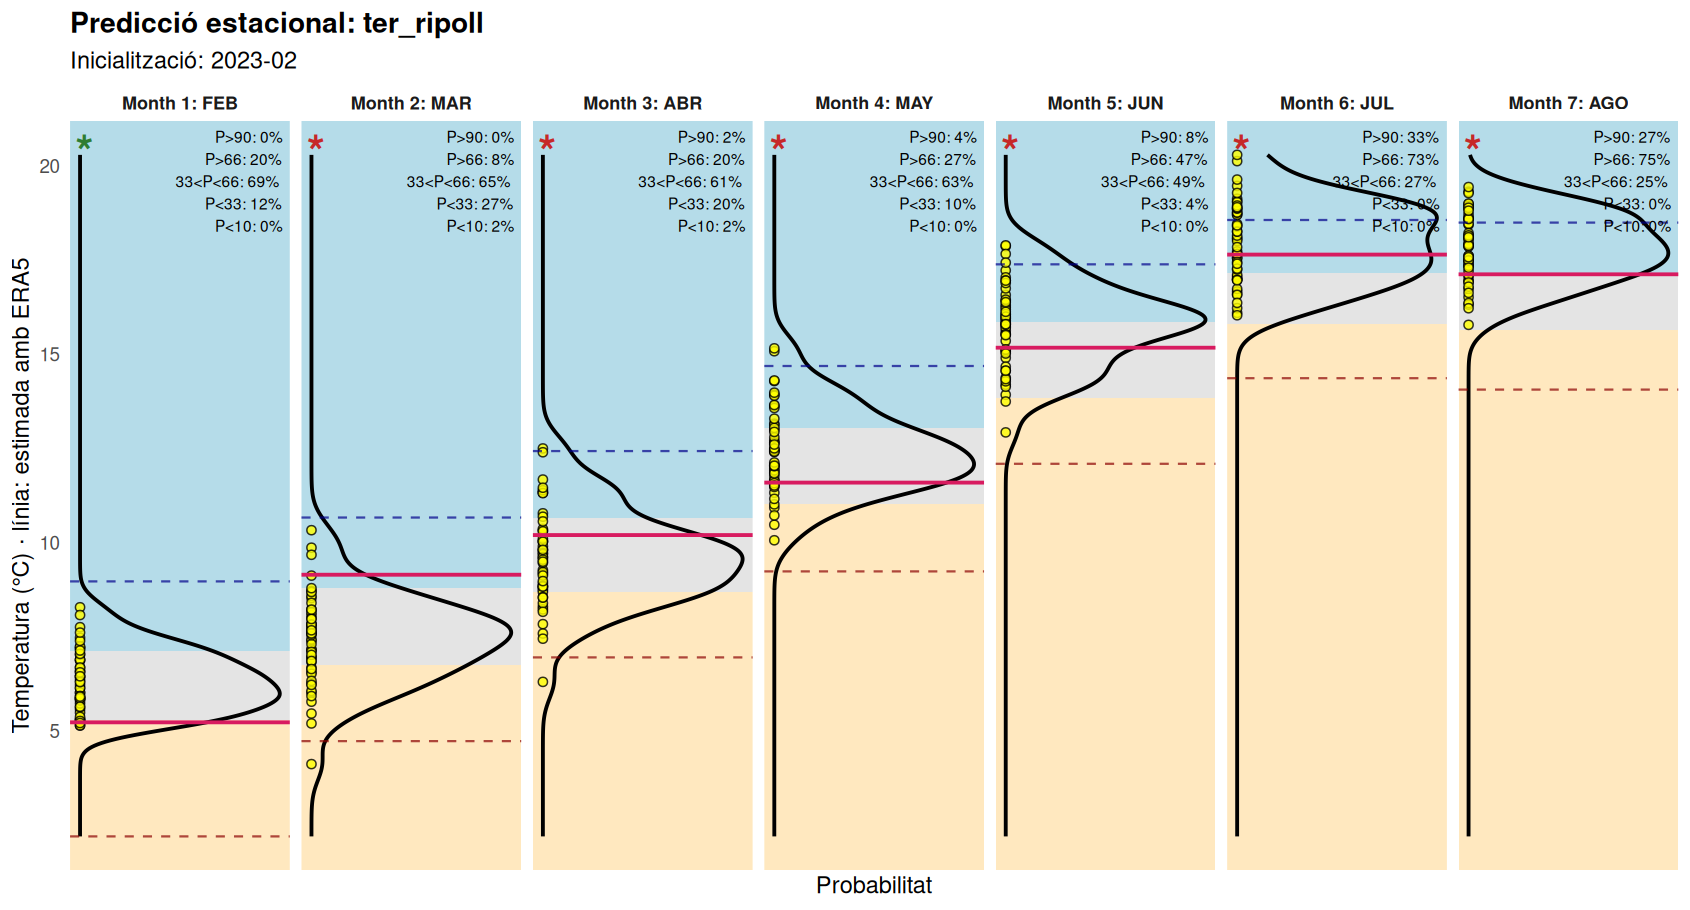 Predicció estacional: ter_ripoll
Inicialització: 2023-02
Month 1: FEB
Month 2: MAR
Month 3: ABR
Month 4: MAY
Month 5: JUN
Month 6: JUL
Month 7: AGO
*
P>90: 0%
P>66: 20%
33<P<66: 69%
P<33: 12%
P<10: 0%
*
P>90: 0%
P>66: 8%
33<P<66: 65%
P<33: 27%
P<10: 2%
*
P>90: 2%
P>66: 20%
33<P<66: 61%
P<33: 20%
P<10: 2%
*
P>90: 4%
P>66: 27%
33<P<66: 63%
P<33: 10%
P<10: 0%
*
P>90: 8%
P>66: 47%
33<P<66: 49%
P<33: 4%
P<10: 0%
*
P>90: 33%
P>66: 73%
33<P<66: 27%
P<33: 0%
P<10: 0%
*
P>90: 27%
P>66: 75%
33<P<66: 25%
P<33: 0%
P<10: 0%
20
15
10
5
Temperatura (°C) · línia: estimada amb ERA5
Probabilitat